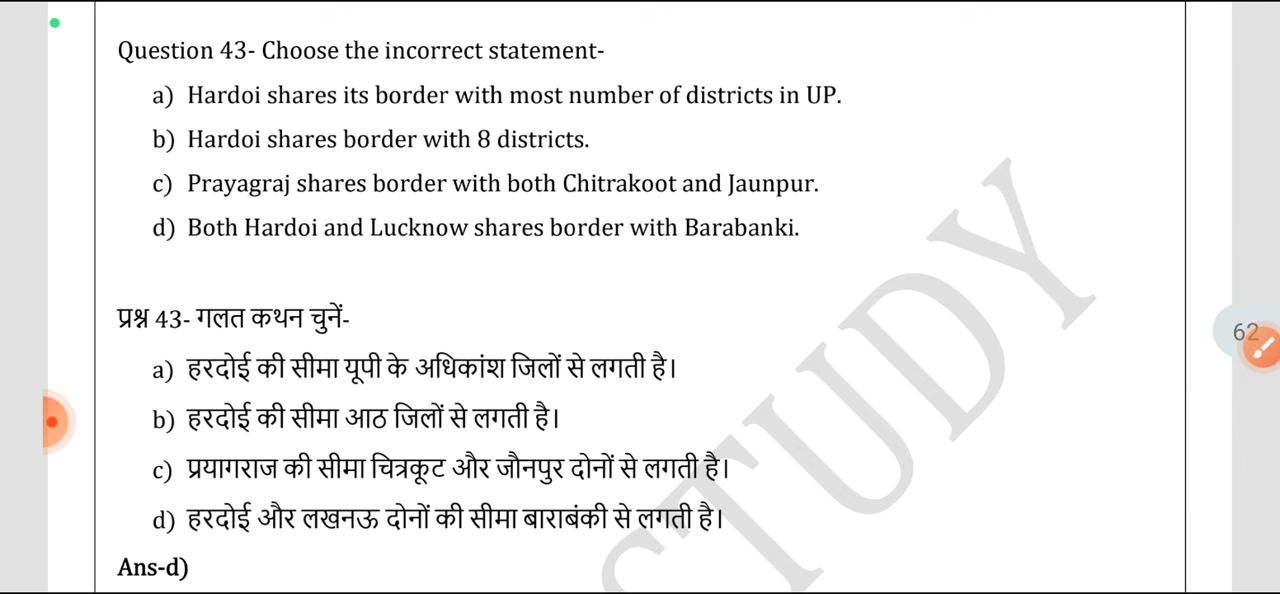 Question 43- Choose the incorrect statement-
a) Hardoi shares its border with most number of districts in UP.
b) Hardoi shares border with 8 districts.
c) Prayagraj shares border with both Chitrakoot and Jaunpur.
d) Both Hardoi and Lucknow shares border with Barabanki.
प्रश्न 43- गलत कथन चुनें-
a) हरदोई की सीमा यूपी के अधिकांश जिलों से लगती है।
b) हरदोई की सीमा आठ जिलों से लगती है।
c) प्रयागराज की सीमा चित्रकूट और जौनपुर दोनों से लगती है।
d) हरदोई और लखनऊ दोनों की सीमा बाराबंकी से लगती है।
Ans-d)
STUDY
62